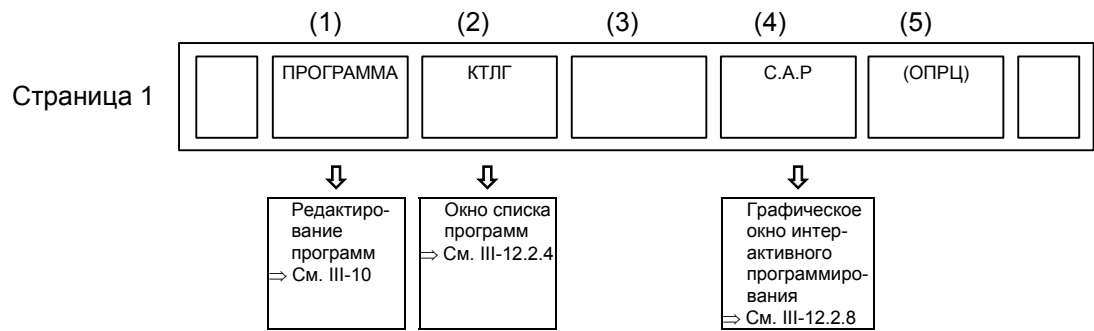 (1) (2) (3) (4) (5)
Страница 1
ПРОГРАММА КТЛГ С.А.Р (ОПРЦ)
Редактиро-
вание
программ
⇒ См. III-10
Окно списка
программ
⇒ См. III-12.2.4
Графическое
окно интер-
активного
программиро-
вания
⇒ См. III-12.2.8